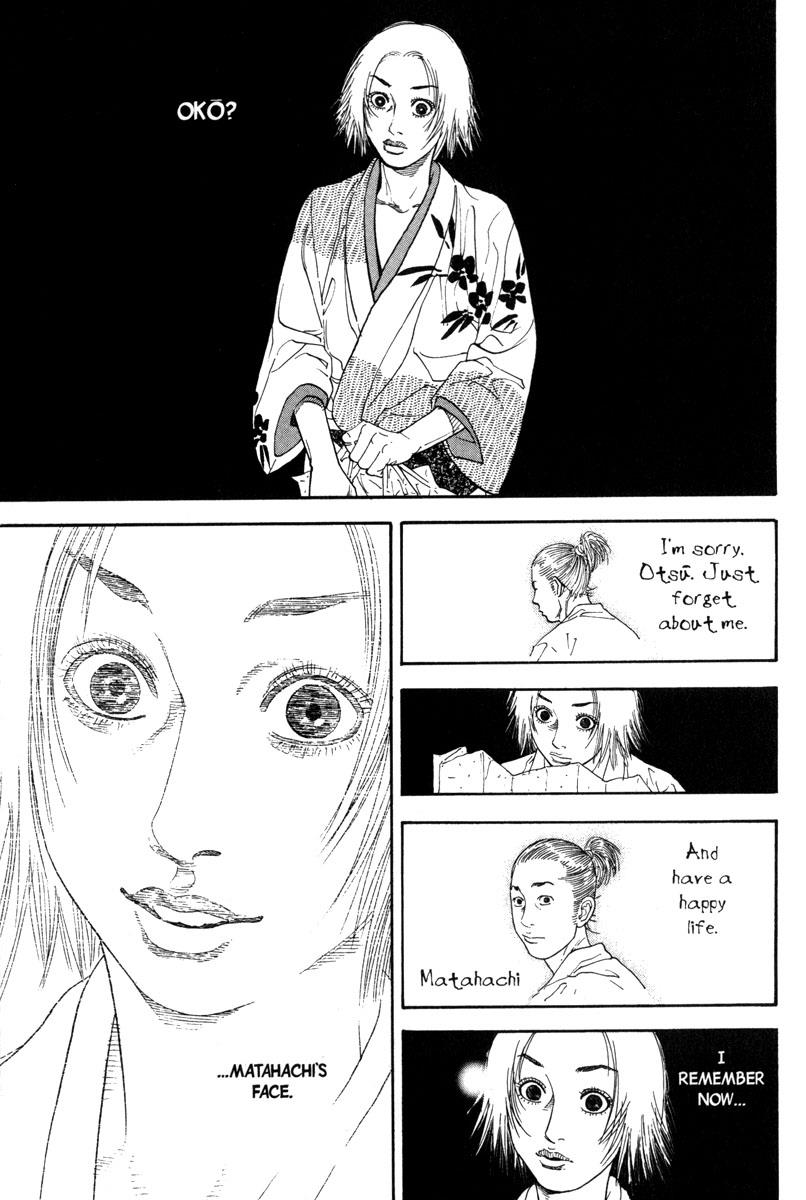 OKŌ?
I'm sorry,
Otsū. Just
forget
about me.
And
have a
happy
life.
Matahachi
I
REMEMBER
NOW...
...MATAHACHI'S
FACE.